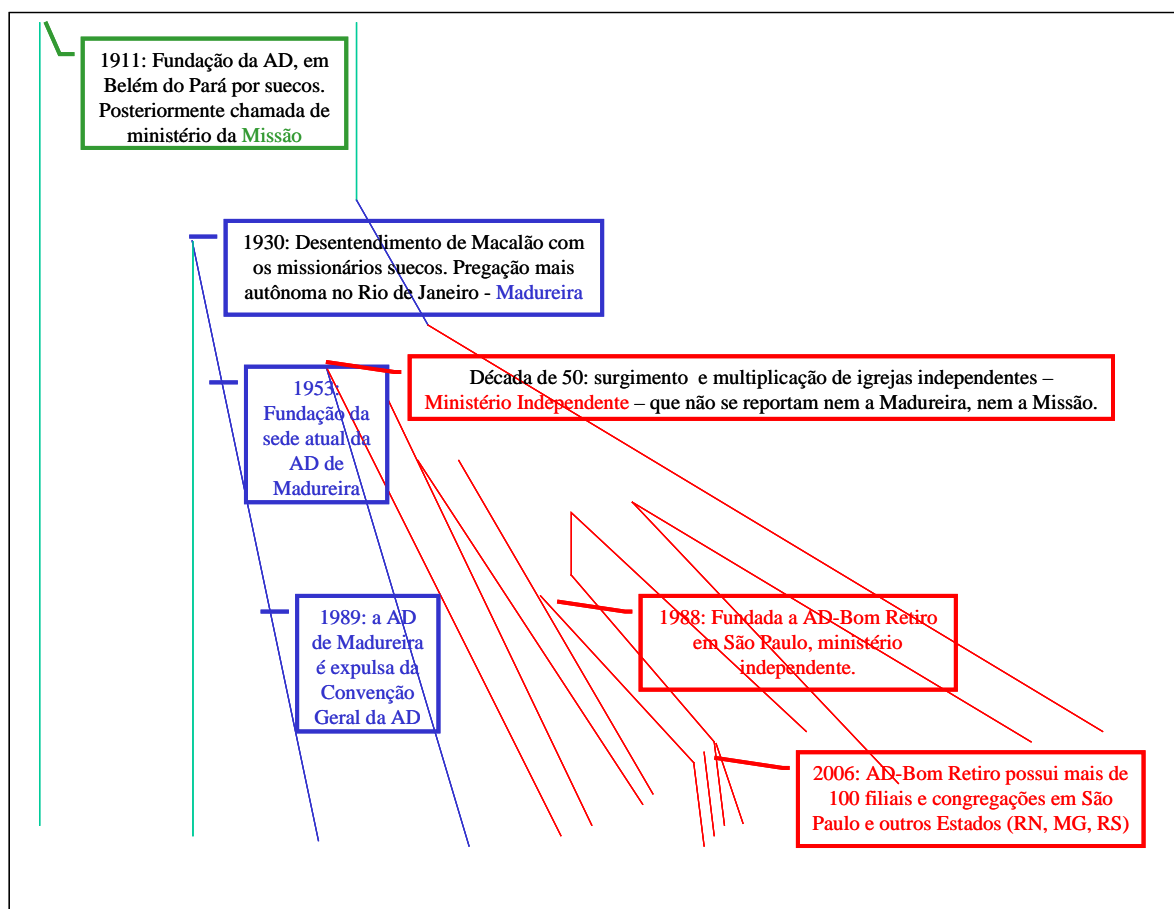 1911: Fundação da AD, em
Belém do Pará por suecos.
Posteriormente chamada de
ministério da Missão
1930: Desentendimento de Macalão com
os missionários suecos. Pregação mais
autônoma no Rio de Janeiro - Madureira
1953:
Fundação da
sede atual da
AD de
Madureira
Década de 50: surgimento  e multiplicação de igrejas independentes –
Ministério Independente – que não se reportam nem a Madureira, nem a Missão.
1989: a AD
de Madureira
é expulsa da
Convenção
Geral da AD
1988: Fundada a AD-Bom Retiro
em São Paulo, ministério
independente.
2006: AD-Bom Retiro possui mais de
100 filiais e congregações em São
Paulo e outros Estados (RN, MG, RS)